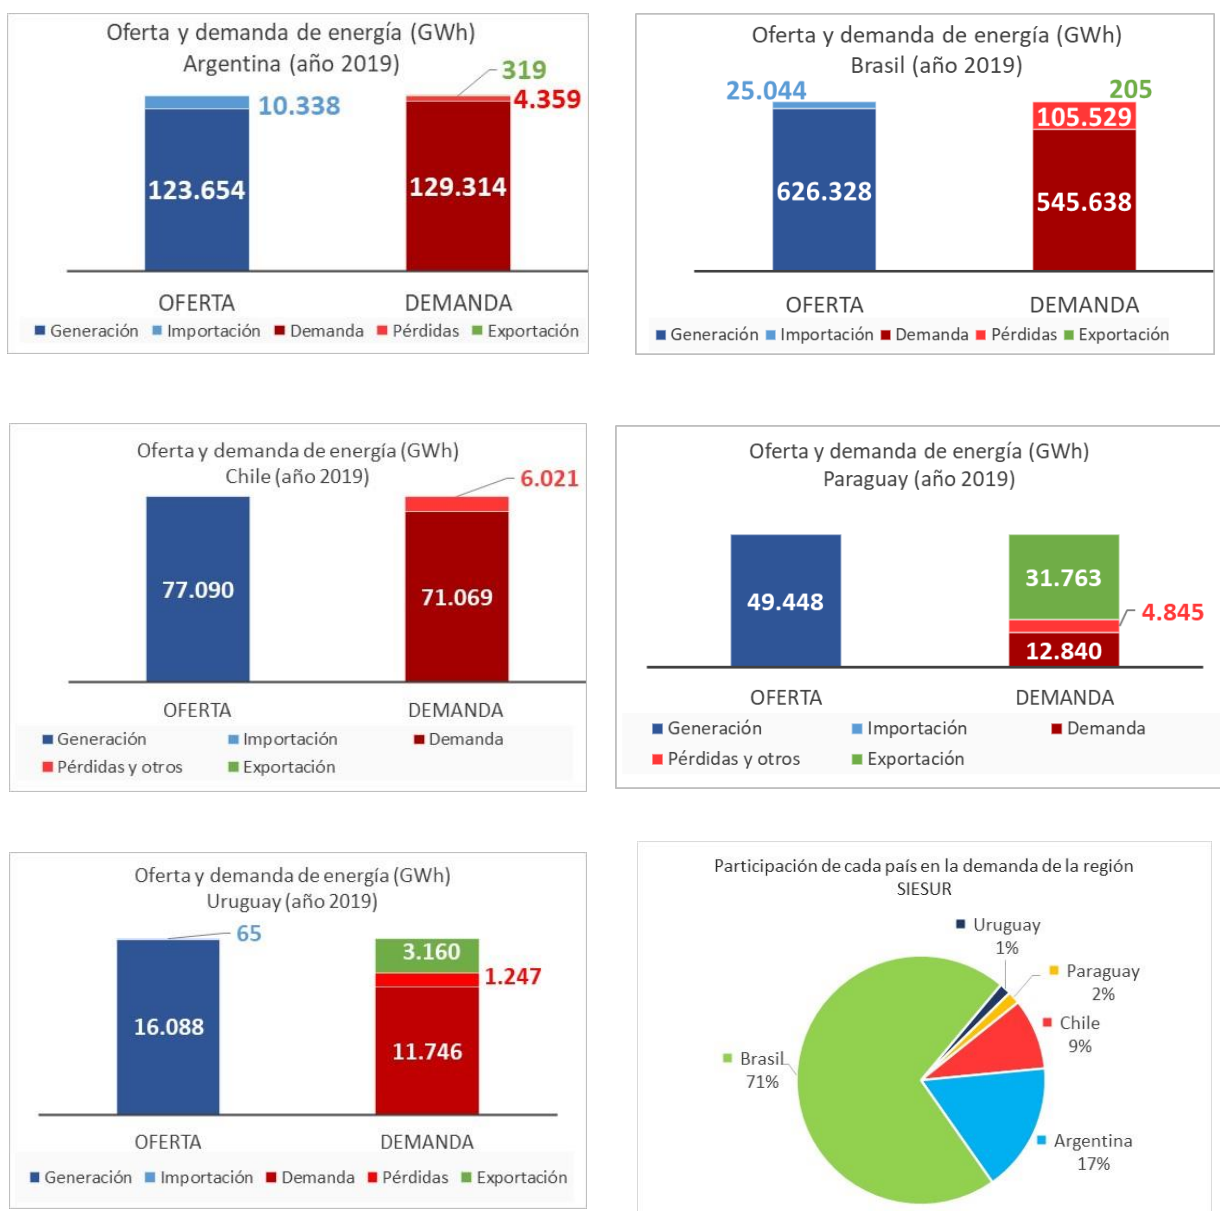 Oferta y demanda de energía (GWh)
Argentina (año 2019)
319
4.359
10.338
123.654
129.314
OFERTA
DEMANDA
Generación Importación Demanda Pérdidas Exportación
Oferta y demanda de energía (GWh)
Brasil (año 2019)
25.044
205
105.529
626.328
545.638
OFERTA
DEMANDA
Generación Importación Demanda Pérdidas Exportación
Oferta y demanda de energía (GWh)
Chile (año 2019)
6.021
77.090
71.069
OFERTA
DEMANDA
Generación Importación Demanda
Pérdidas y otros Exportación
Oferta y demanda de energía (GWh)
Paraguay (año 2019)
31.763
49.448
4.845
12.840
OFERTA
DEMANDA
Generación Importación Demanda
Pérdidas y otros Exportación
Oferta y demanda de energía (GWh)
Uruguay (año 2019)
65
3.160
1.247
16.088
11.746
OFERTA
DEMANDA
Generación Importación Demanda Pérdidas Exportación
Participación de cada país en la demanda de la región
SIESUR
Uruguay
1%
Paraguay
2%
Chile
9%
Brasil
71%
Argentina
17%